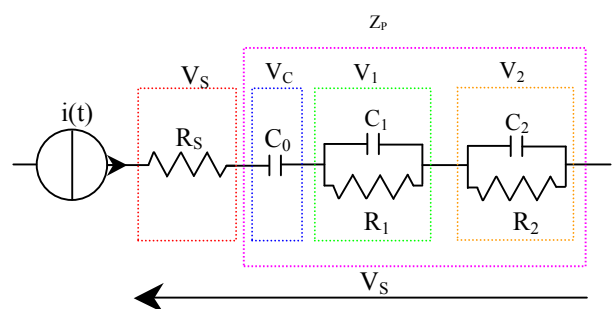 Z_P
V_S V_C V_1 V_2
i(t)
R_S C_0 C_1 C_2
R_1 R_2
V_S